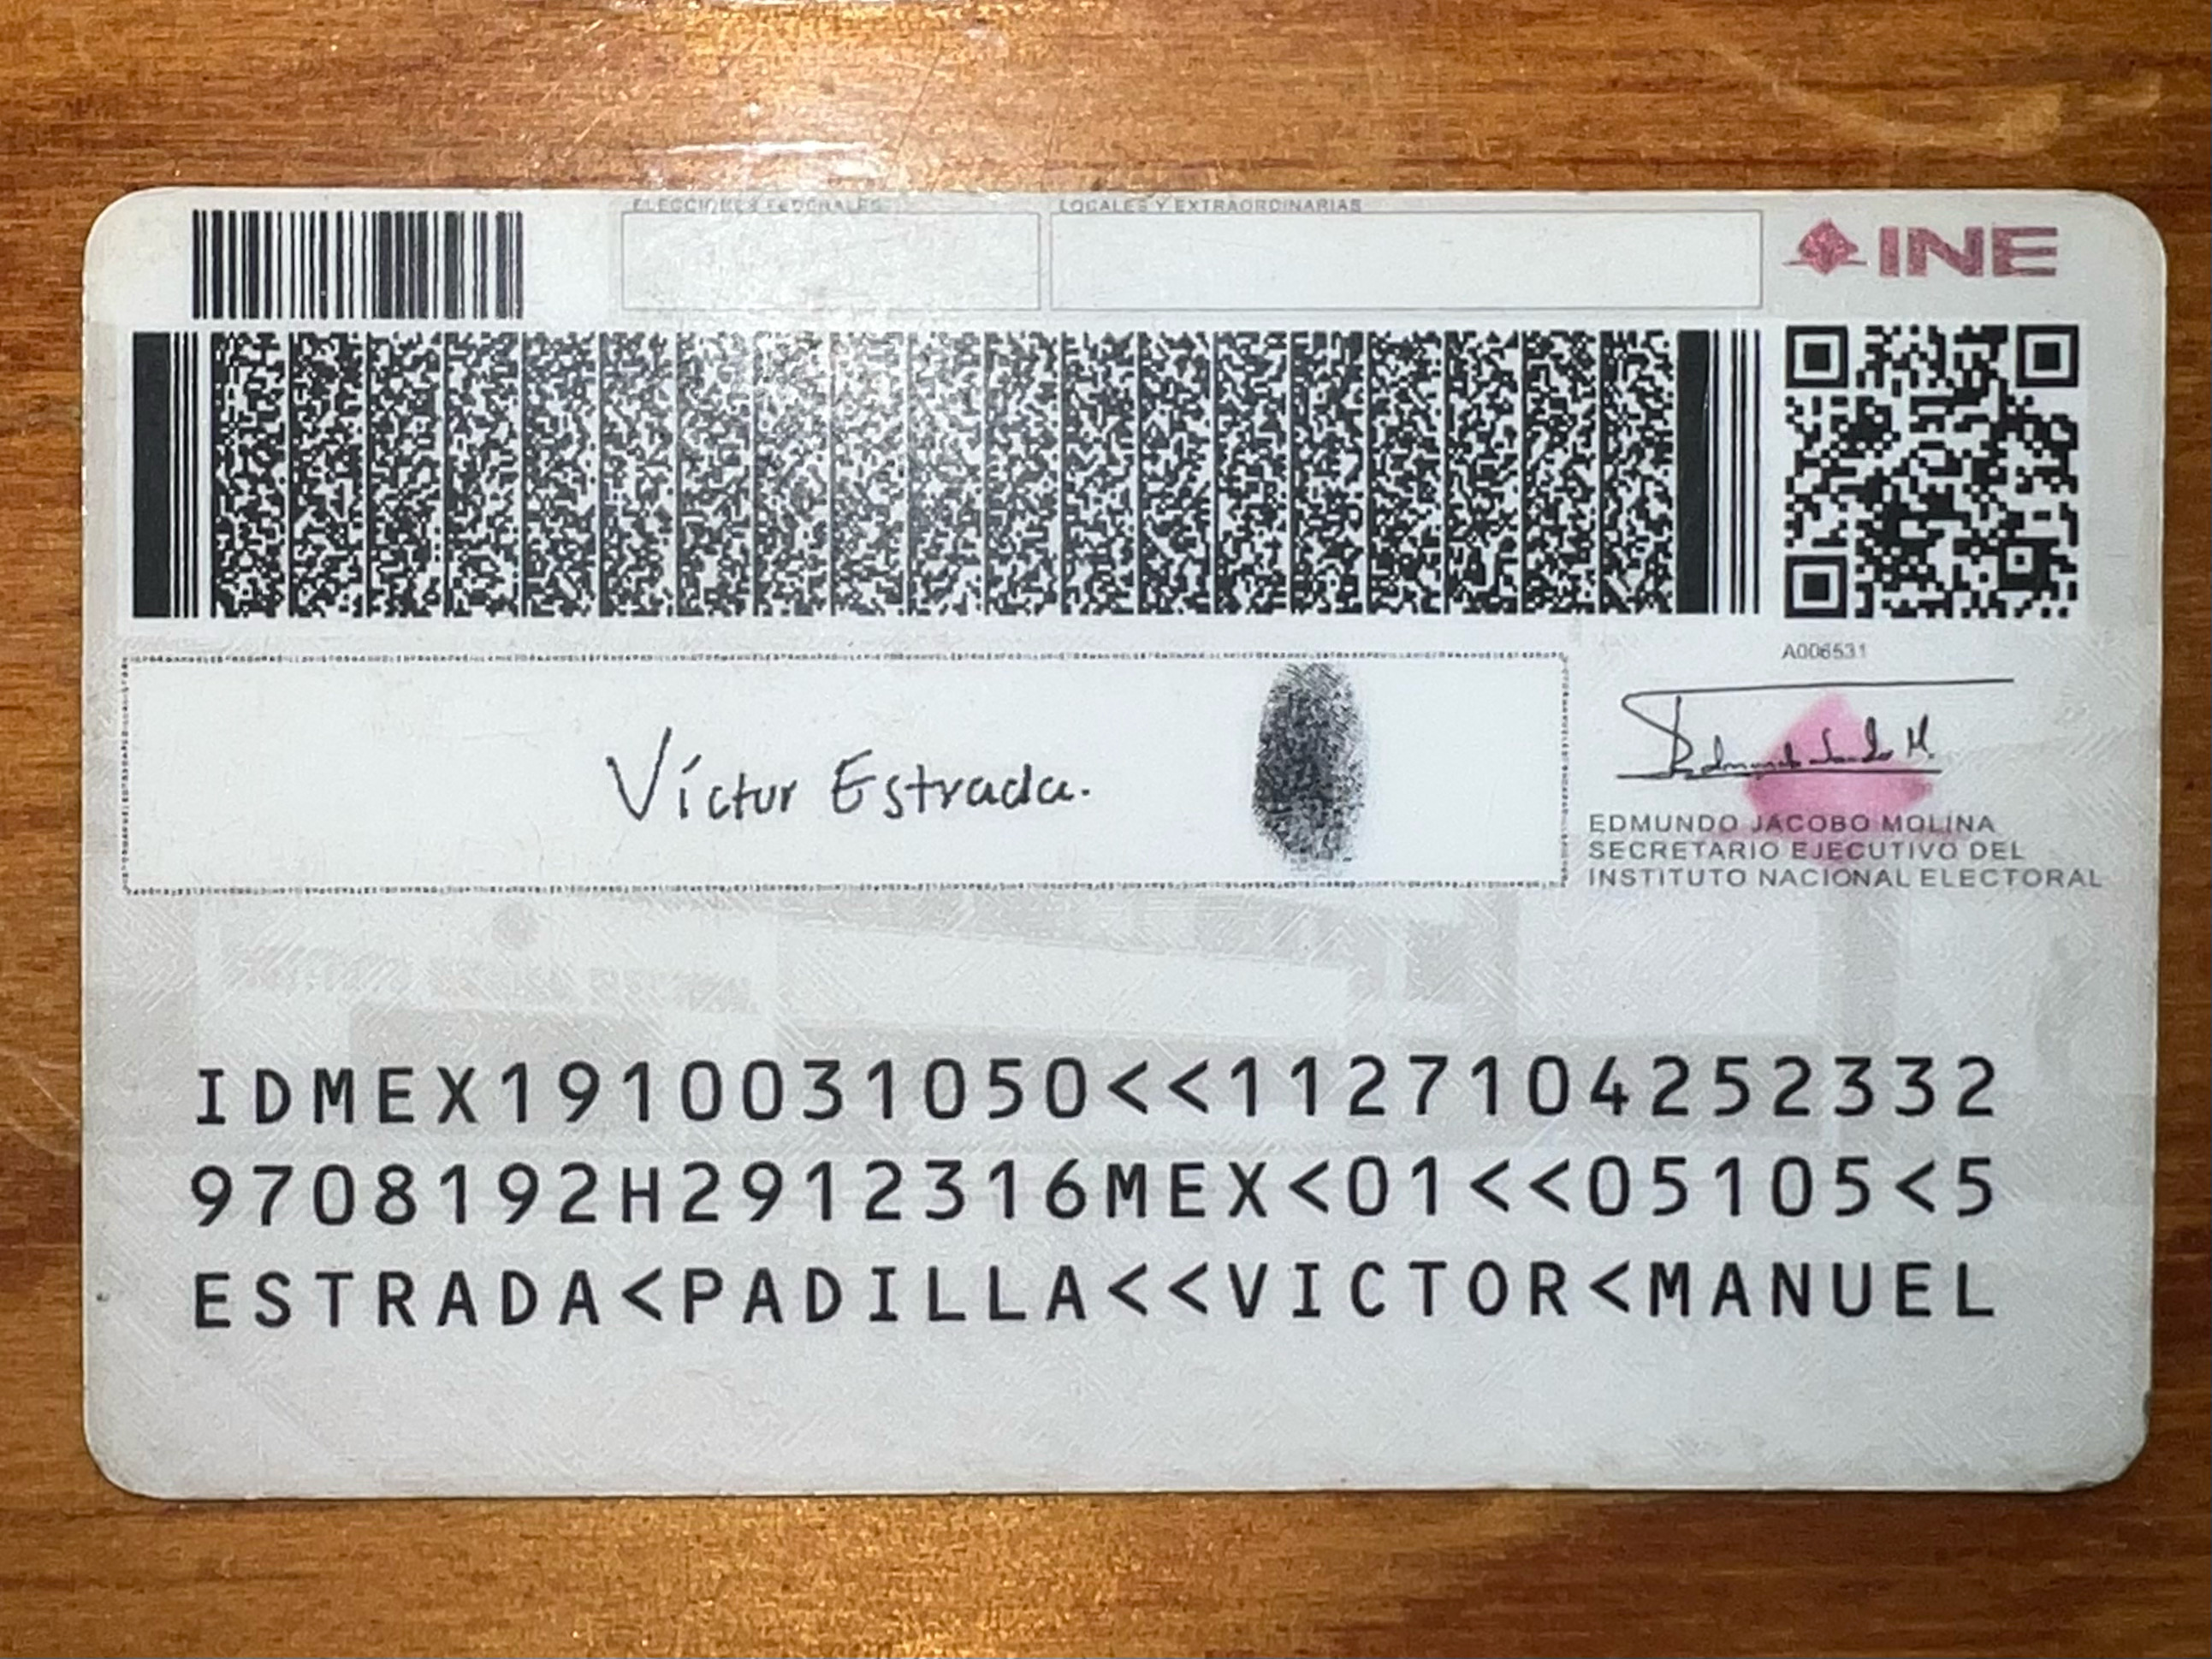 ELECCIONES FEDERALES
LOCALES Y EXTRAORDINARIAS
INE
A006531
Víctor Estrada.
EDMUNDO JACOBO MOLINA
SECRETARIO EJECUTIVO DEL
INSTITUTO NACIONAL ELECTORAL
IDMEX1910031050<<1127104252332
9708192H2912316MEX<01<<05105<5
ESTRADA<PADILLA<<VICTOR<MANUEL